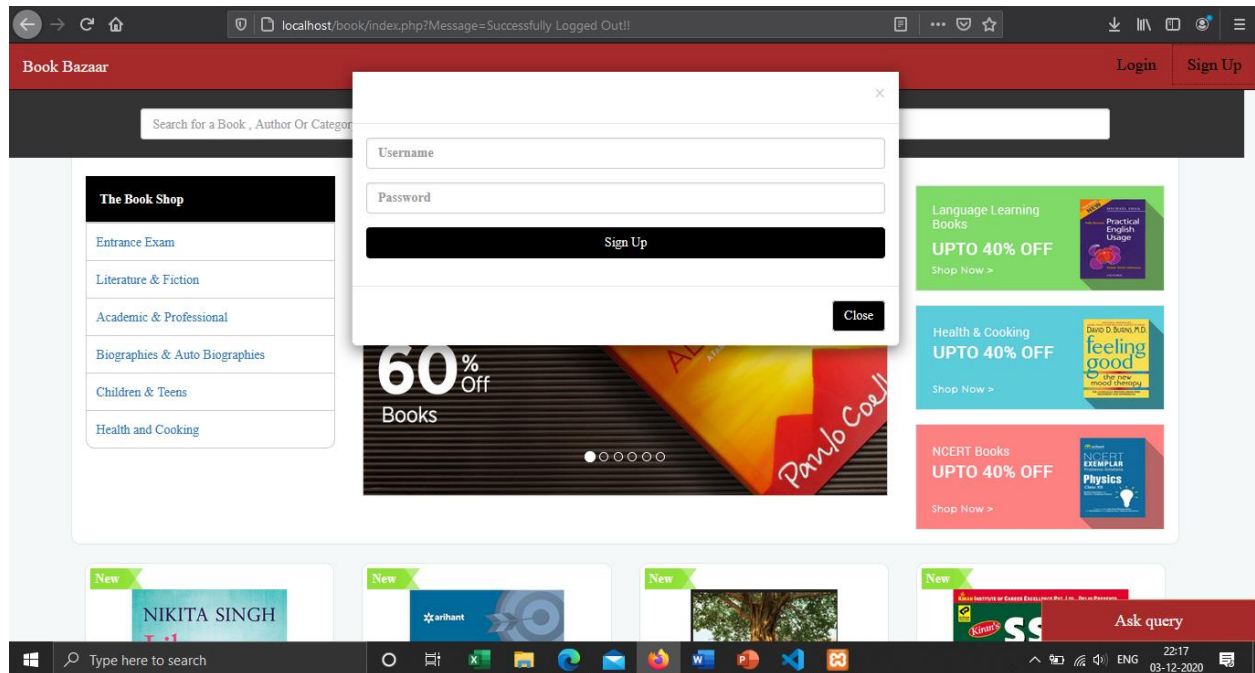 localhost/book/index.php?Message=Successfully Logged Out!!
Book Bazaar
Login
Sign Up
×
Search for a Book , Author Or Categor
Username
Password
Sign Up
Close
The Book Shop
Entrance Exam
Literature & Fiction
Academic & Professional
Biographies & Auto Biographies
Children & Teens
Health and Cooking
60% Off
Books
Language Learning
Books
UPTO 40% OFF
Shop Now >
NEW
Practical
English
Usage
Health & Cooking
UPTO 40% OFF
Shop Now >
DAVID D. BURNS, M.D.
feeling
good
the new
mood therapy
NCERT Books
UPTO 40% OFF
Shop Now >
arihant
NCERT
EXEMPLAR
Physics
New
NIKITA SINGH
New
arihant
New
New
Kiran's
Ask query
Type here to search
ENG
22:17
03-12-2020